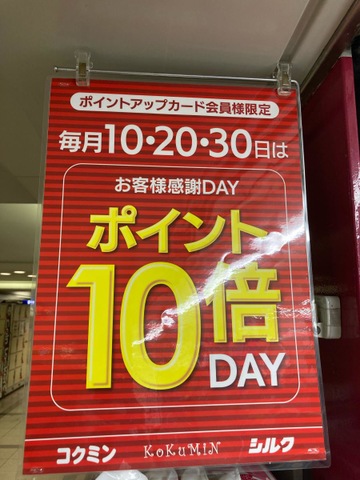 ポイントアップカード会員様限定
毎月10・20・30日は
お客様感謝DAY
ポイント
10倍
DAY
コクミン KoKuMiN シルク